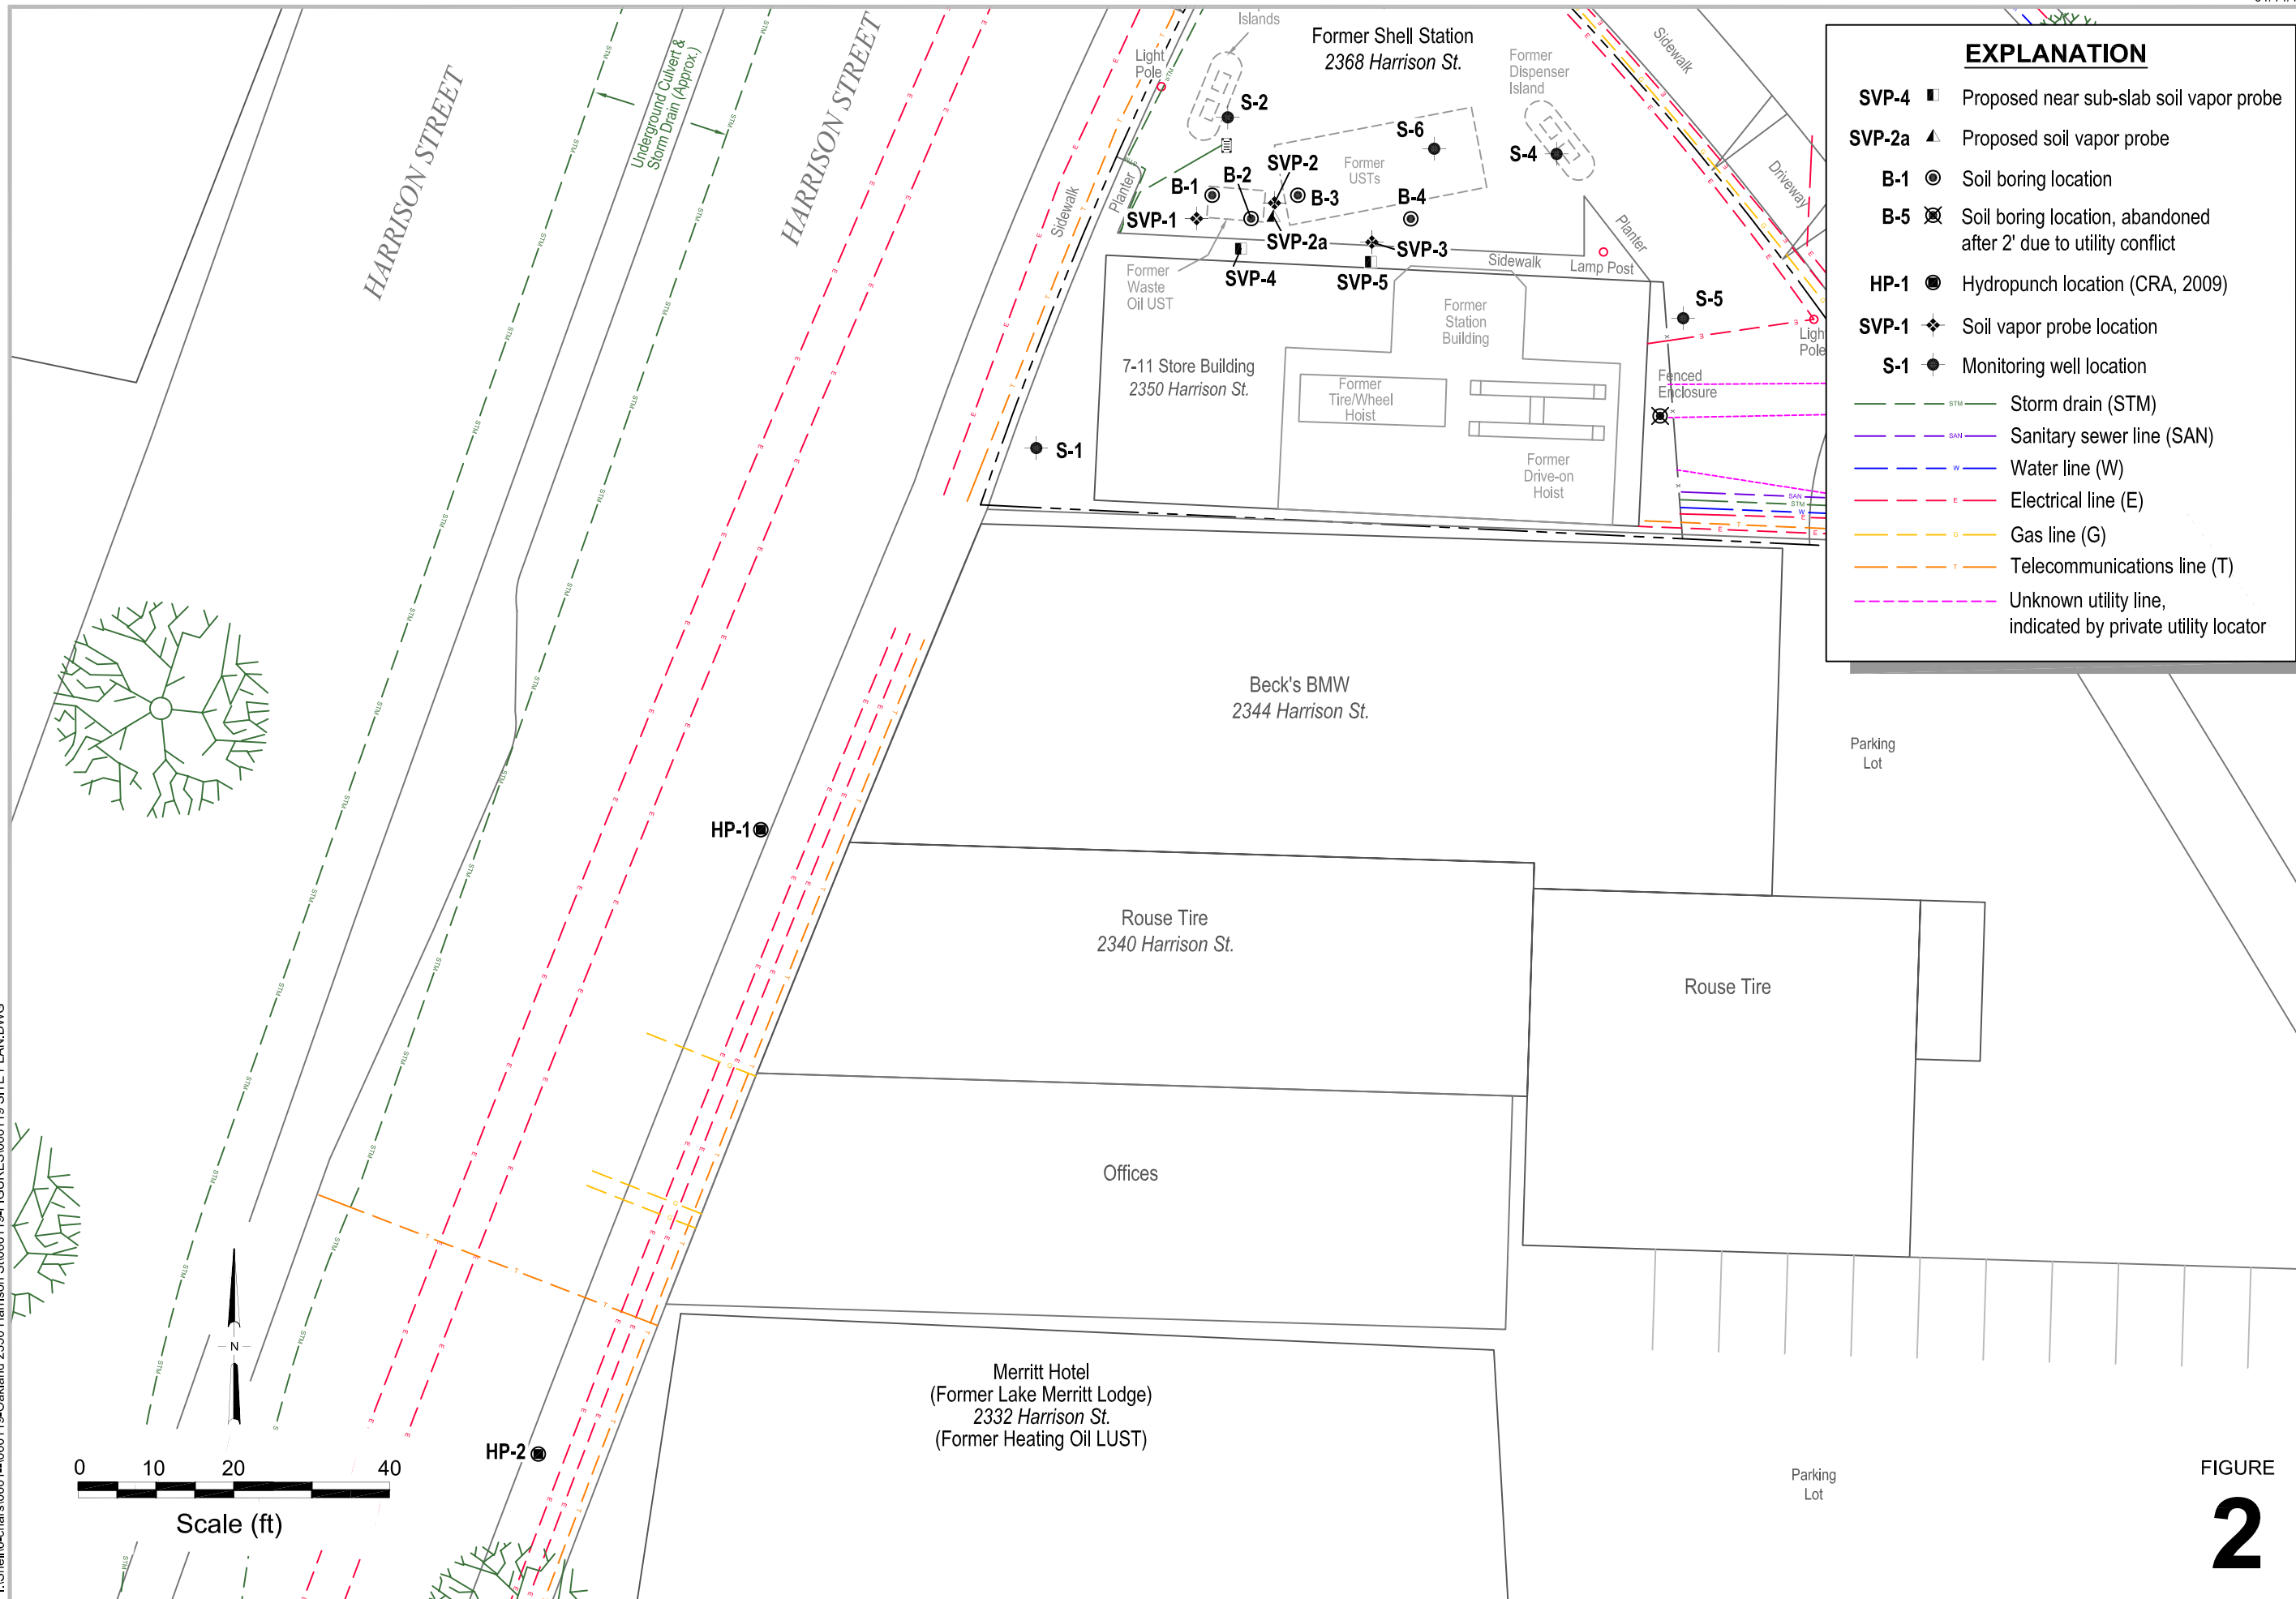 HARRISON STREET
HARRISON STREET
Underground Culvert &
Storm Drain (Approx.)
Islands
Light
Pole
Former Shell Station
2368 Harrison St.
Former
Dispenser
Island
Sidewalk
Driveway
S-2
S-6
S-4
Former
USTs
SVP-2
B-1
B-2
B-3
B-4
SVP-1
SVP-2a
SVP-3
SVP-4
SVP-5
Sidewalk
Planter
Planter
Sidewalk
Lamp Post
Former
Waste
Oil UST
Former
Station
Building
S-5
Light
Pole
7-11 Store Building
2350 Harrison St.
Former
Tire/Wheel
Hoist
Fenced
Enclosure
S-1
Former
Drive-on
Hoist
EXPLANATION
SVP-4 Proposed near sub-slab soil vapor probe
SVP-2a Proposed soil vapor probe
B-1 Soil boring location
B-5 Soil boring location, abandoned
after 2' due to utility conflict
HP-1 Hydropunch location (CRA, 2009)
SVP-1 Soil vapor probe location
S-1 Monitoring well location
STM Storm drain (STM)
SAN Sanitary sewer line (SAN)
W Water line (W)
E Electrical line (E)
G Gas line (G)
T Telecommunications line (T)
Unknown utility line,
indicated by private utility locator
Beck's BMW
2344 Harrison St.
Parking
Lot
HP-1
Rouse Tire
2340 Harrison St.
Rouse Tire
Offices
N
Merritt Hotel
(Former Lake Merritt Lodge)
2332 Harrison St.
(Former Heating Oil LUST)
HP-2
0 10 20 40
Scale (ft)
Parking
Lot
FIGURE
2